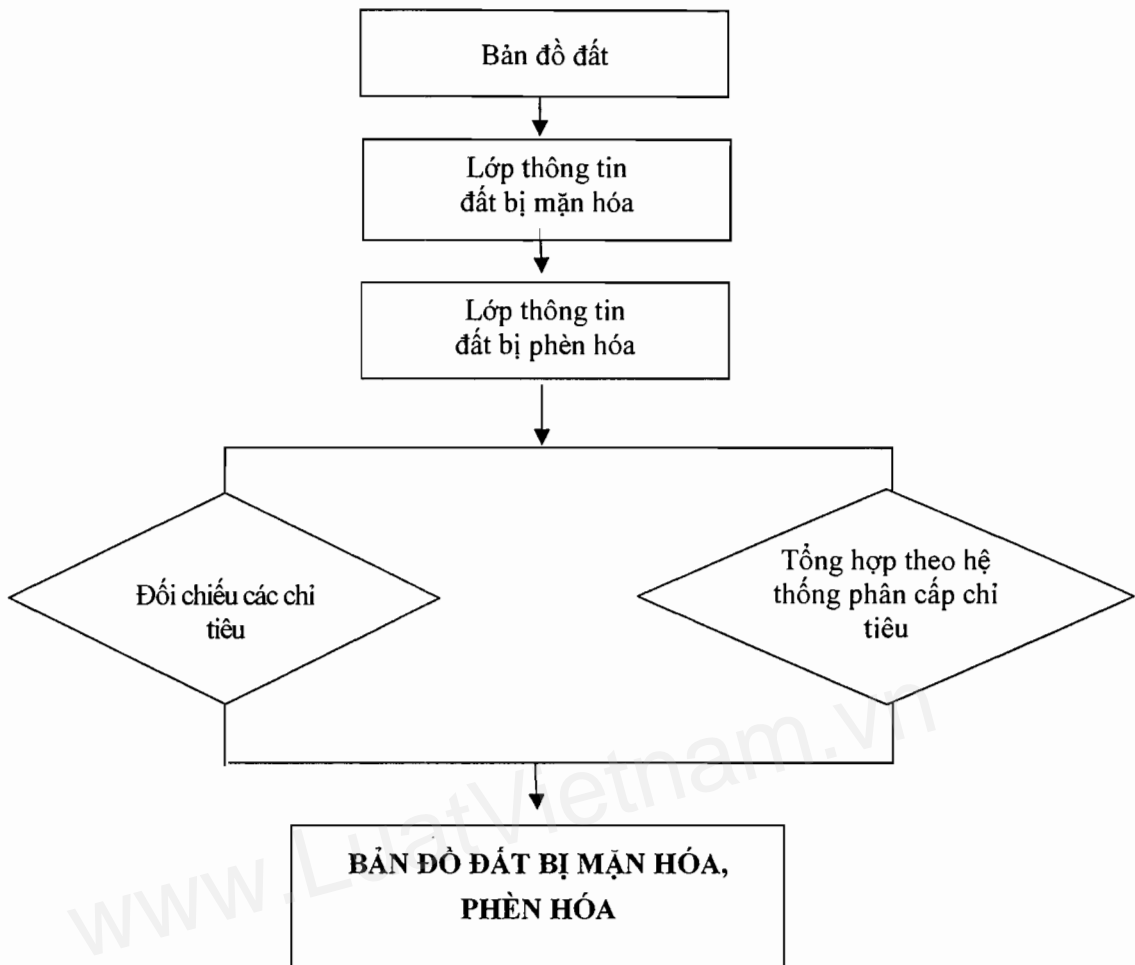 Bản đồ đất
Lớp thông tin
đất bị mặn hóa
Lớp thông tin
đất bị phèn hóa
Đối chiếu các chỉ
tiêu
Tổng hợp theo hệ
thống phân cấp chỉ
tiêu
BẢN ĐỒ ĐẤT BỊ MẶN HÓA,
PHÈN HÓA
www.LuatVietnam.vn